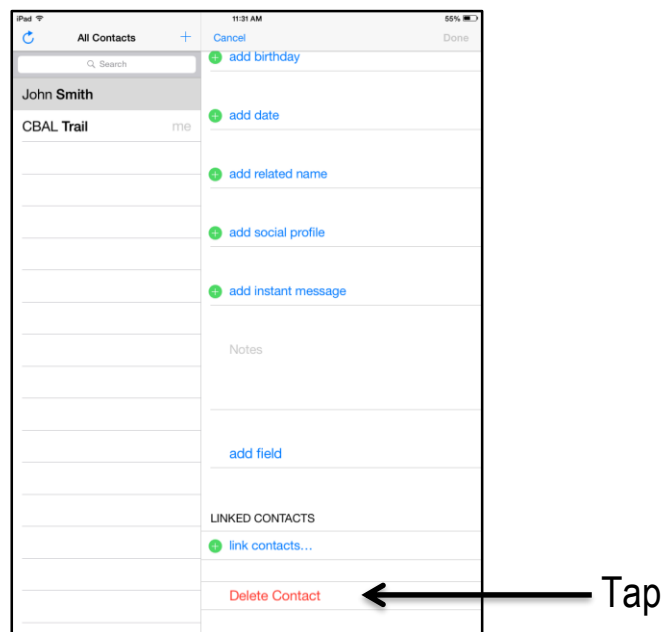 iPad 11:31 AM 55%
All Contacts + Cancel Done
Search
John Smith
CBAL Trail me
add birthday
add date
add related name
add social profile
add instant message
Notes
add field
LINKED CONTACTS
link contacts...
Delete Contact
Tap